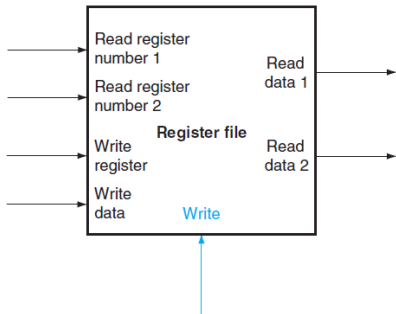 Read register
number 1
Read
data 1
Read register
number 2
Register file
Write
register
Read
data 2
Write
data
Write